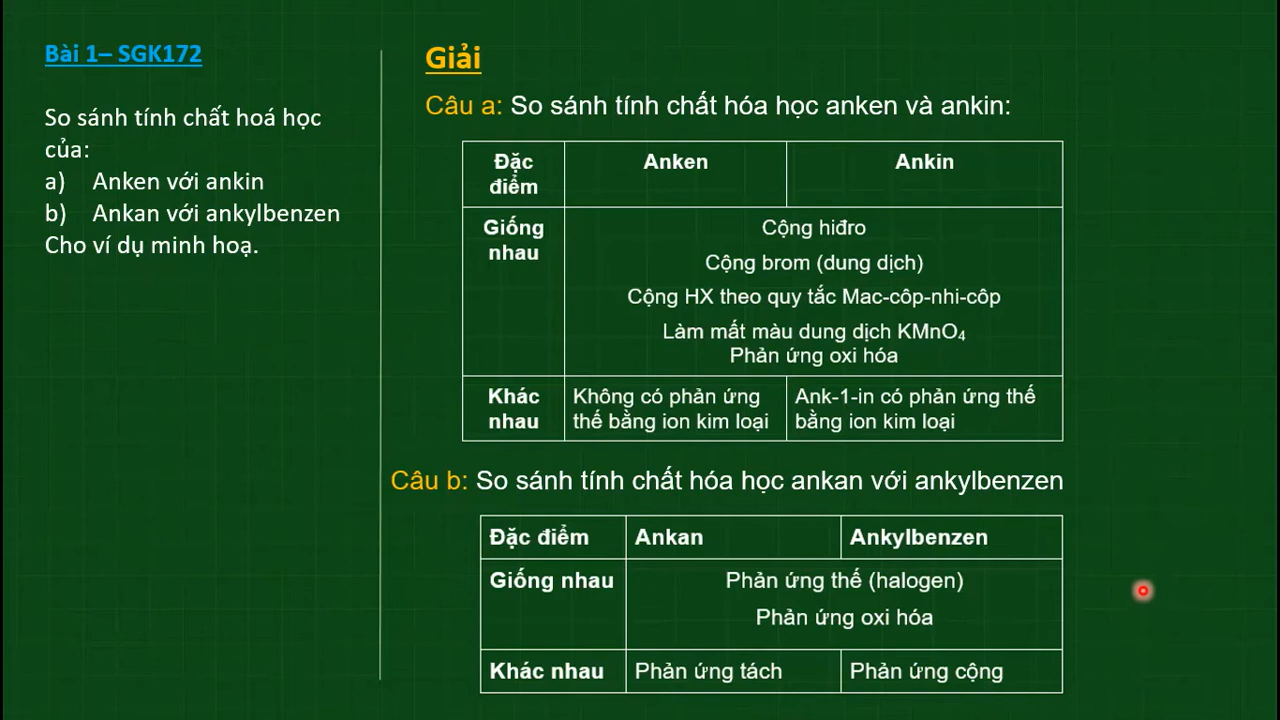 Bài 1– SGK172
So sánh tính chất hoá học
của:
a) Anken với ankin
b) Ankan với ankylbenzen
Cho ví dụ minh hoạ.
Giải
Câu a: So sánh tính chất hóa học anken và ankin:
Đặc
điểm
Anken
Ankin
Giống
nhau
Cộng hiđro
Cộng brom (dung dịch)
Cộng HX theo quy tắc Mac-côp-nhi-côp
Làm mất màu dung dịch KMnO₄
Phản ứng oxi hóa
Khác
nhau
Không có phản ứng
thế bằng ion kim loại
Ank-1-in có phản ứng thế
bằng ion kim loại
Câu b: So sánh tính chất hóa học ankan với ankylbenzen
Đặc điểm
Ankan
Ankylbenzen
Giống nhau
Phản ứng thế (halogen)
Phản ứng oxi hóa
Khác nhau
Phản ứng tách
Phản ứng cộng